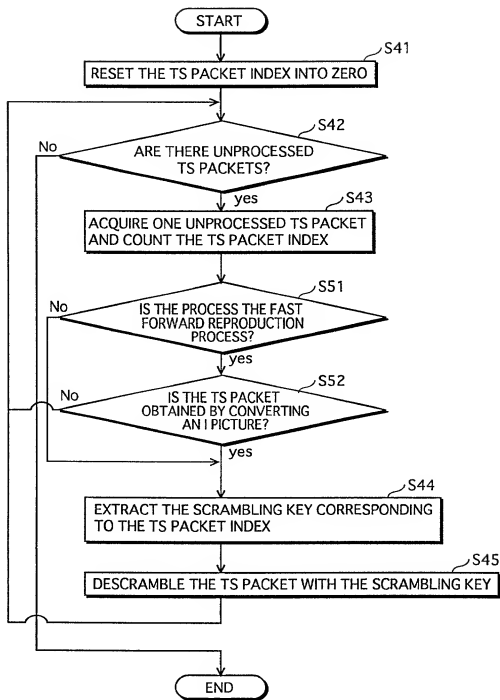 START
S41
RESET THE TS PACKET INDEX INTO ZERO
S42
No
ARE THERE UNPROCESSED
TS PACKETS?
yes
S43
ACQUIRE ONE UNPROCESSED TS PACKET
AND COUNT THE TS PACKET INDEX
S51
No
IS THE PROCESS THE FAST
FORWARD REPRODUCTION
PROCESS?
yes
S52
No
IS THE TS PACKET
OBTAINED BY CONVERTING
AN I PICTURE?
yes
S44
EXTRACT THE SCRAMBLING KEY CORRESPONDING
TO THE TS PACKET INDEX
S45
DESCRAMBLE THE TS PACKET WITH THE SCRAMBLING KEY
END